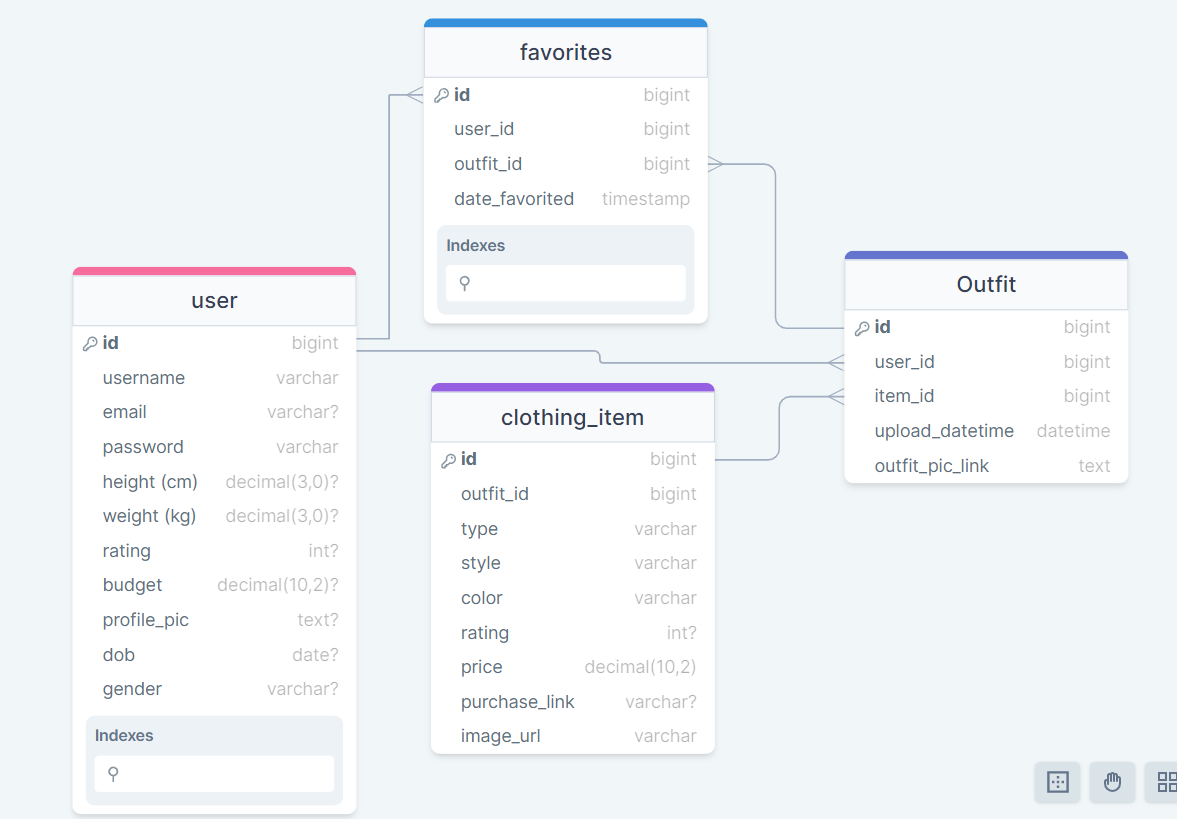 favorites
id bigint
user_id bigint
outfit_id bigint
date_favorited timestamp
Indexes
user
id bigint
username varchar
email varchar?
password varchar
height (cm) decimal(3,0)?
weight (kg) decimal(3,0)?
rating int?
budget decimal(10,2)?
profile_pic text?
dob date?
gender varchar?
Indexes
clothing_item
id bigint
outfit_id bigint
type varchar
style varchar
color varchar
rating int?
price decimal(10,2)
purchase_link varchar?
image_url varchar
Outfit
id bigint
user_id bigint
item_id bigint
upload_datetime datetime
outfit_pic_link text